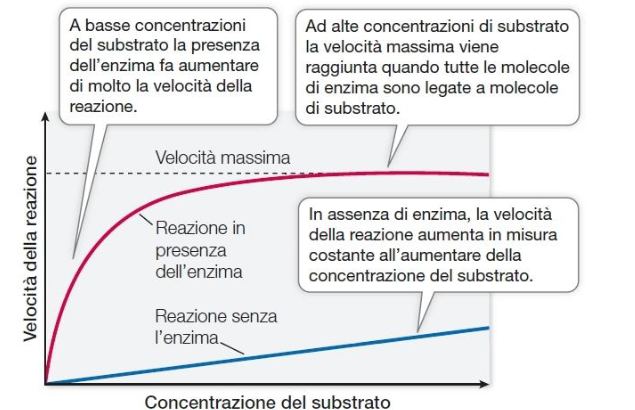 A basse concentrazioni
del substrato la presenza
dell'enzima fa aumentare
di molto la velocità della
reazione.
Ad alte concentrazioni di substrato
la velocità massima viene
raggiunta quando tutte le molecole
di enzima sono legate a molecole
di substrato.
Velocità massima
In assenza di enzima, la velocità
della reazione aumenta in misura
costante all'aumentare della
concentrazione del substrato.
Reazione in
presenza
dell'enzima
Reazione senza
l'enzima
Velocità della reazione
Concentrazione del substrato